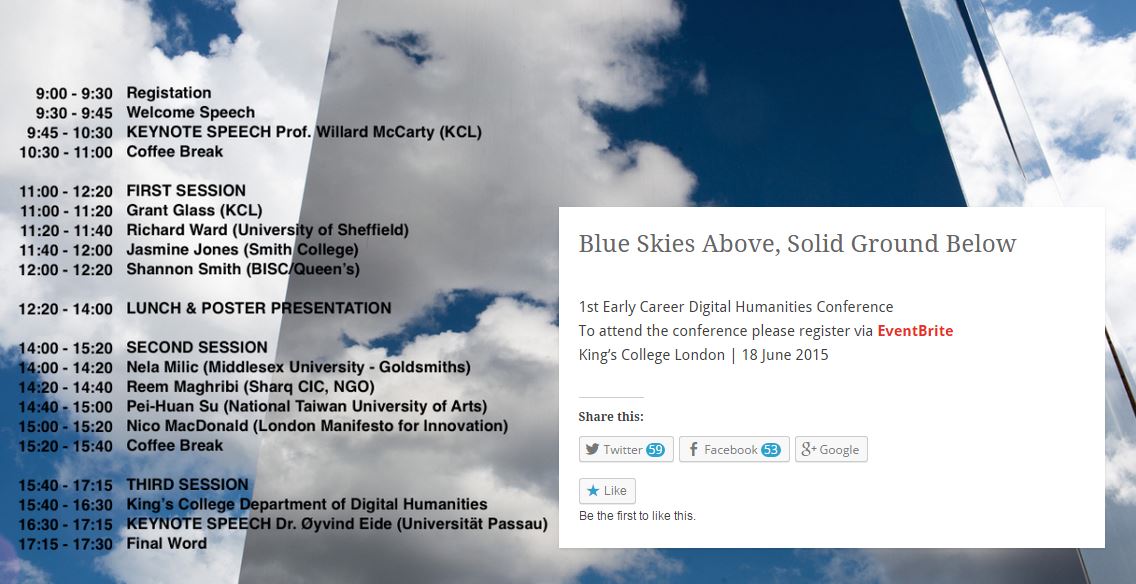 9:00 - 9:30 Registation
9:30 - 9:45 Welcome Speech
9:45 - 10:30 KEYNOTE SPEECH Prof. Willard McCarty (KCL)
10:30 - 11:00 Coffee Break
11:00 - 12:20 FIRST SESSION
11:00 - 11:20 Grant Glass (KCL)
11:20 - 11:40 Richard Ward (University of Sheffield)
11:40 - 12:00 Jasmine Jones (Smith College)
12:00 - 12:20 Shannon Smith (BISC/Queen's)
12:20 - 14:00 LUNCH & POSTER PRESENTATION
14:00 - 15:20 SECOND SESSION
14:00 - 14:20 Nela Milic (Middlesex University - Goldsmiths)
14:20 - 14:40 Reem Maghribi (Sharq CIC, NGO)
14:40 - 15:00 Pei-Huan Su (National Taiwan University of Arts)
15:00 - 15:20 Nico MacDonald (London Manifesto for Innovation)
15:20 - 15:40 Coffee Break
15:40 - 17:15 THIRD SESSION
15:40 - 16:30 King's College Department of Digital Humanities
16:30 - 17:15 KEYNOTE SPEECH Dr. Øyvind Eide (Universität Passau)
17:15 - 17:30 Final Word
Blue Skies Above, Solid Ground Below
1st Early Career Digital Humanities Conference
To attend the conference please register via EventBrite
King's College London | 18 June 2015
Share this:
Twitter 59 Facebook 53 Google
Like
Be the first to like this.